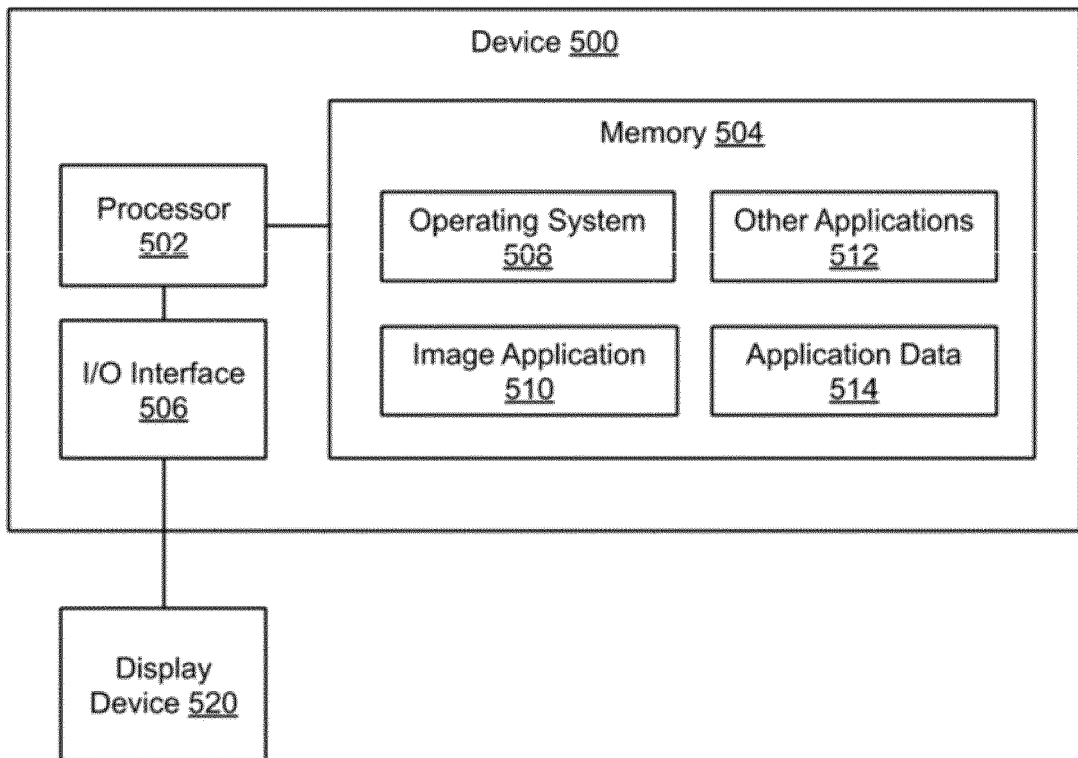 Device 500
Memory 504
Processor
502
Operating System
508
Other Applications
512
I/O Interface
506
Image Application
510
Application Data
514
Display
Device 520